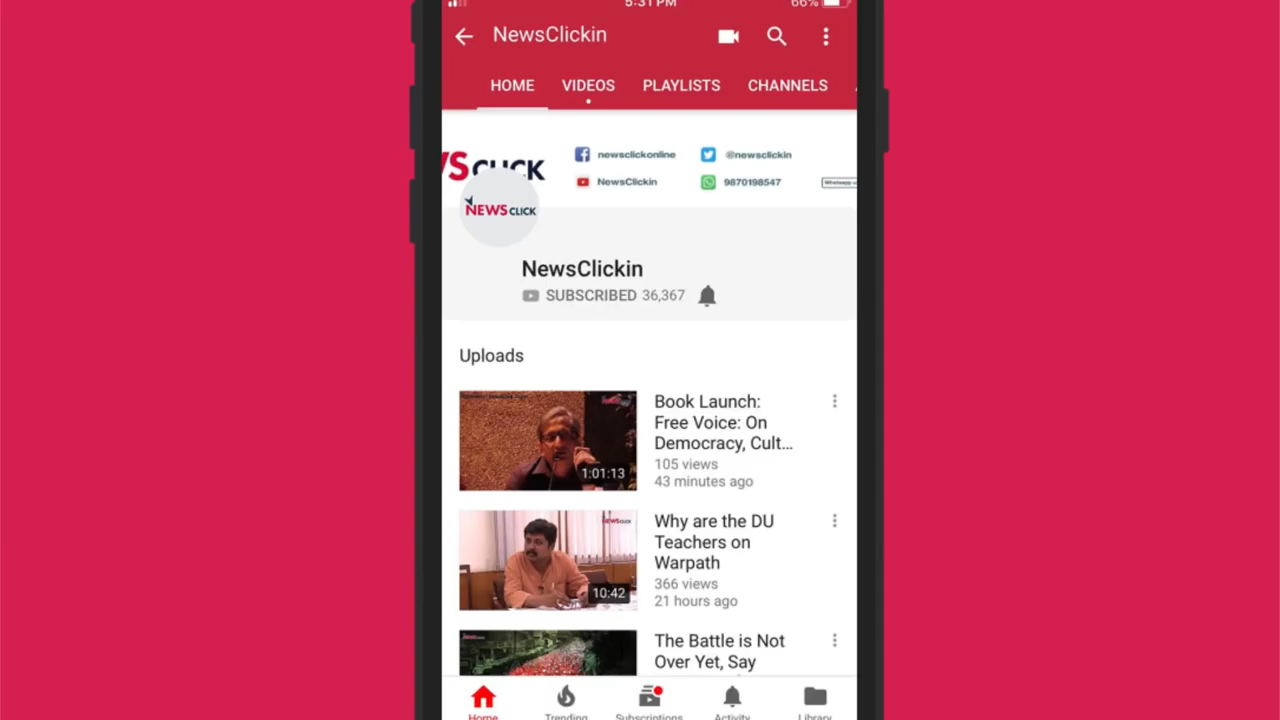 5:31 PM
66%
NewsClickin
HOME
VIDEOS
PLAYLISTS
CHANNELS
WS CLICK
newsclickonline
@newsclickin
NewsClickin
9870198547
NEWSCLICK
NewsClickin
SUBSCRIBED 36,367
Uploads
Book Launch:
Free Voice: On
Democracy, Cult...
105 views
43 minutes ago
1:01:13
NEWSCLICK
Why are the DU
Teachers on
Warpath
366 views
21 hours ago
10:42
The Battle is Not
Over Yet, Say
Home
Trending
Subscriptions
Activity
Library